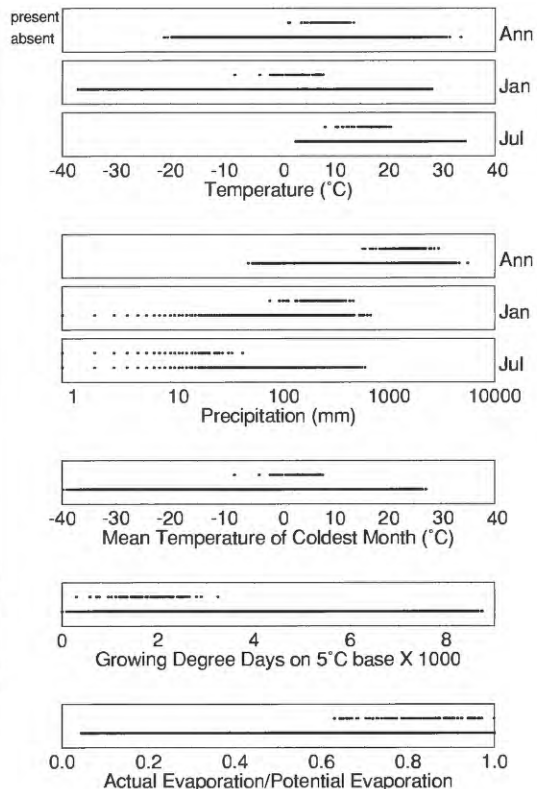 present
absent
Ann
Jan
Jul
-40 -30 -20 -10 0 10 20 30 40
Temperature (˚C)
Ann
Jan
Jul
1 10 100 1000 10000
Precipitation (mm)
-40 -30 -20 -10 0 10 20 30 40
Mean Temperature of Coldest Month (˚C)
0 2 4 6 8
Growing Degree Days on 5˚C base X 1000
0.0 0.2 0.4 0.6 0.8 1.0
Actual Evaporation/Potential Evaporation